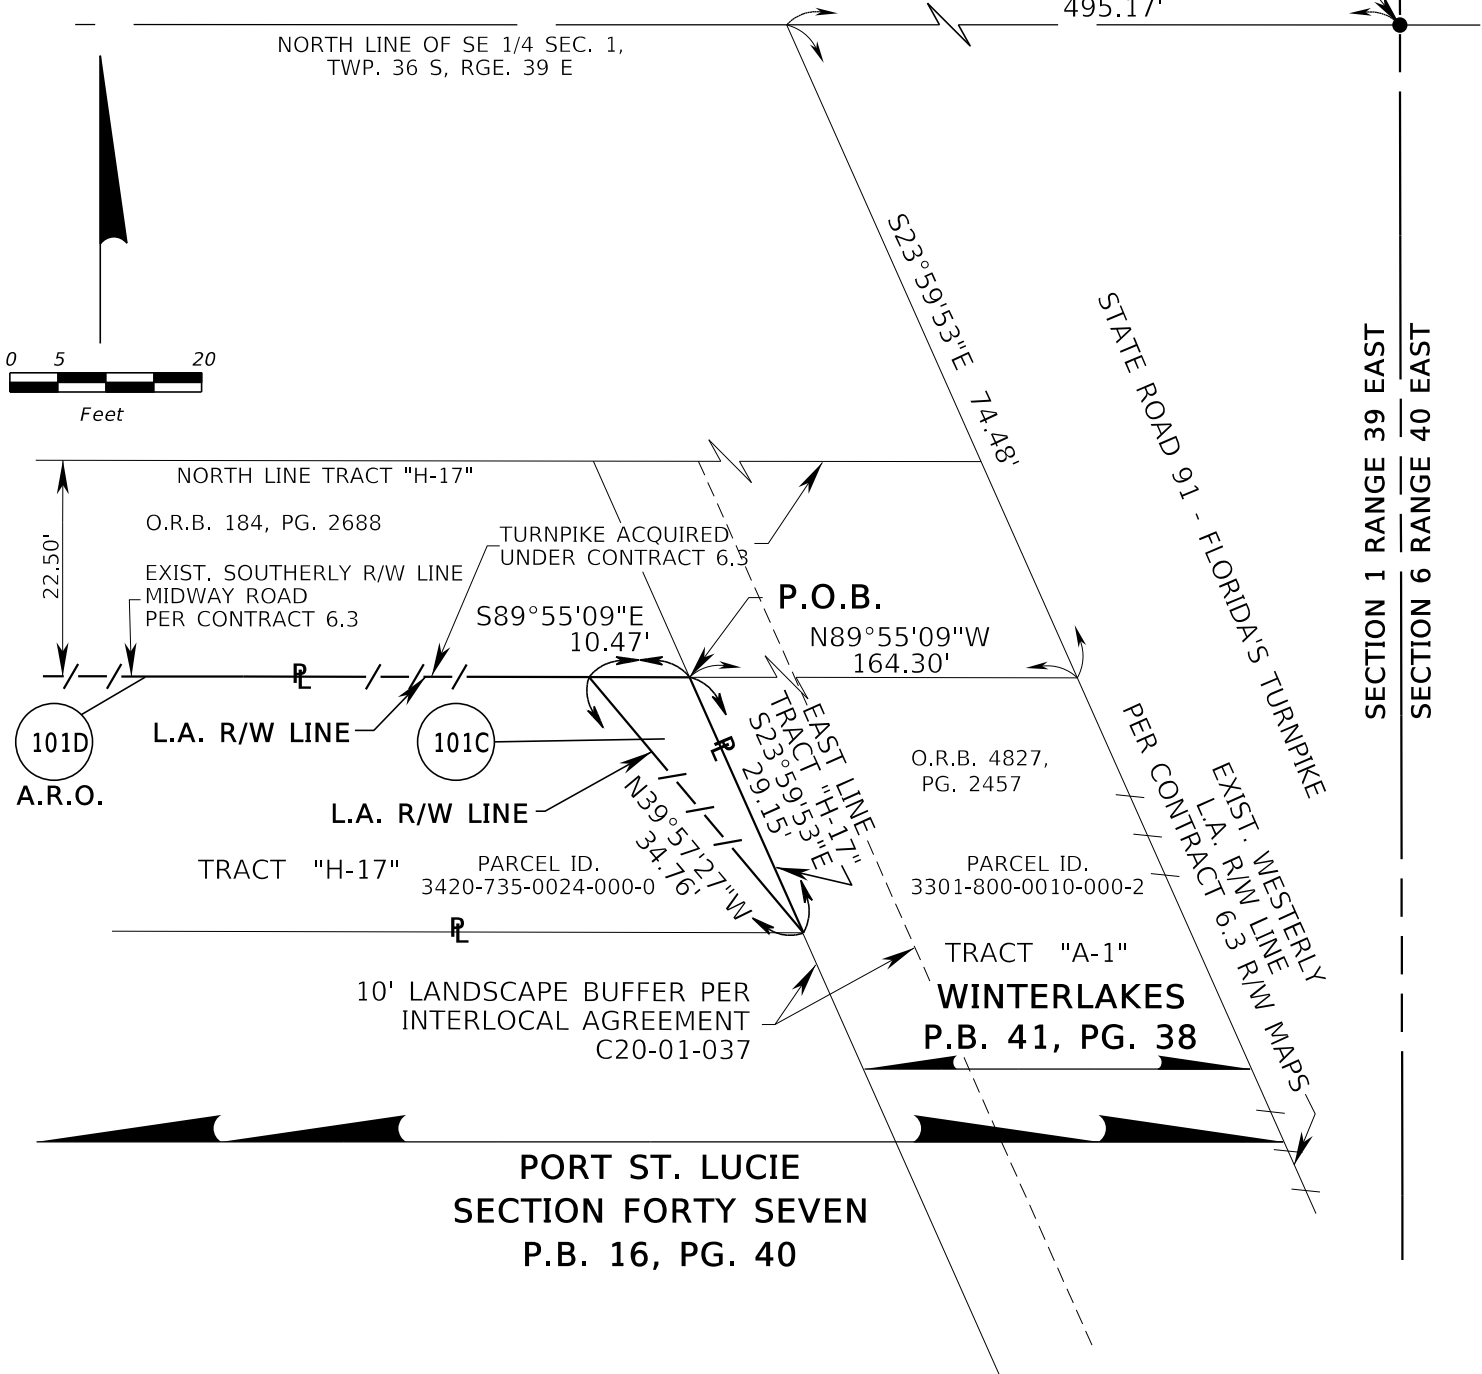 495.17'
NORTH LINE OF SE 1/4 SEC. 1,
TWP. 36 S, RGE. 39 E
S23°59'53"E 74.48'
STATE ROAD 91 - FLORIDA'S TURNPIKE
SECTION 1 RANGE 39 EAST
SECTION 6 RANGE 40 EAST
0 5 20
Feet
NORTH LINE TRACT "H-17"
22.50'
O.R.B. 184, PG. 2688
TURNPIKE ACQUIRED
UNDER CONTRACT 6.3
EXIST. SOUTHERLY R/W LINE
MIDWAY ROAD
PER CONTRACT 6.3
P.O.B.
S89°55'09"E
10.47'
N89°55'09"W
164.30'
PL
101D
A.R.O.
L.A. R/W LINE
101C
L.A. R/W LINE
PL
EAST LINE
TRACT "H-17"
S23°59'53"E
29.15'
N39°57'27"W
34.76'
O.R.B. 4827,
PG. 2457
EXIST. WESTERLY
L.A. R/W LINE
PER CONTRACT 6.3 R/W MAPS
TRACT "H-17"
PARCEL ID.
3420-735-0024-000-0
PARCEL ID.
3301-800-0010-000-2
PL
TRACT "A-1"
WINTERLAKES
P.B. 41, PG. 38
10' LANDSCAPE BUFFER PER
INTERLOCAL AGREEMENT
C20-01-037
PORT ST. LUCIE
SECTION FORTY SEVEN
P.B. 16, PG. 40